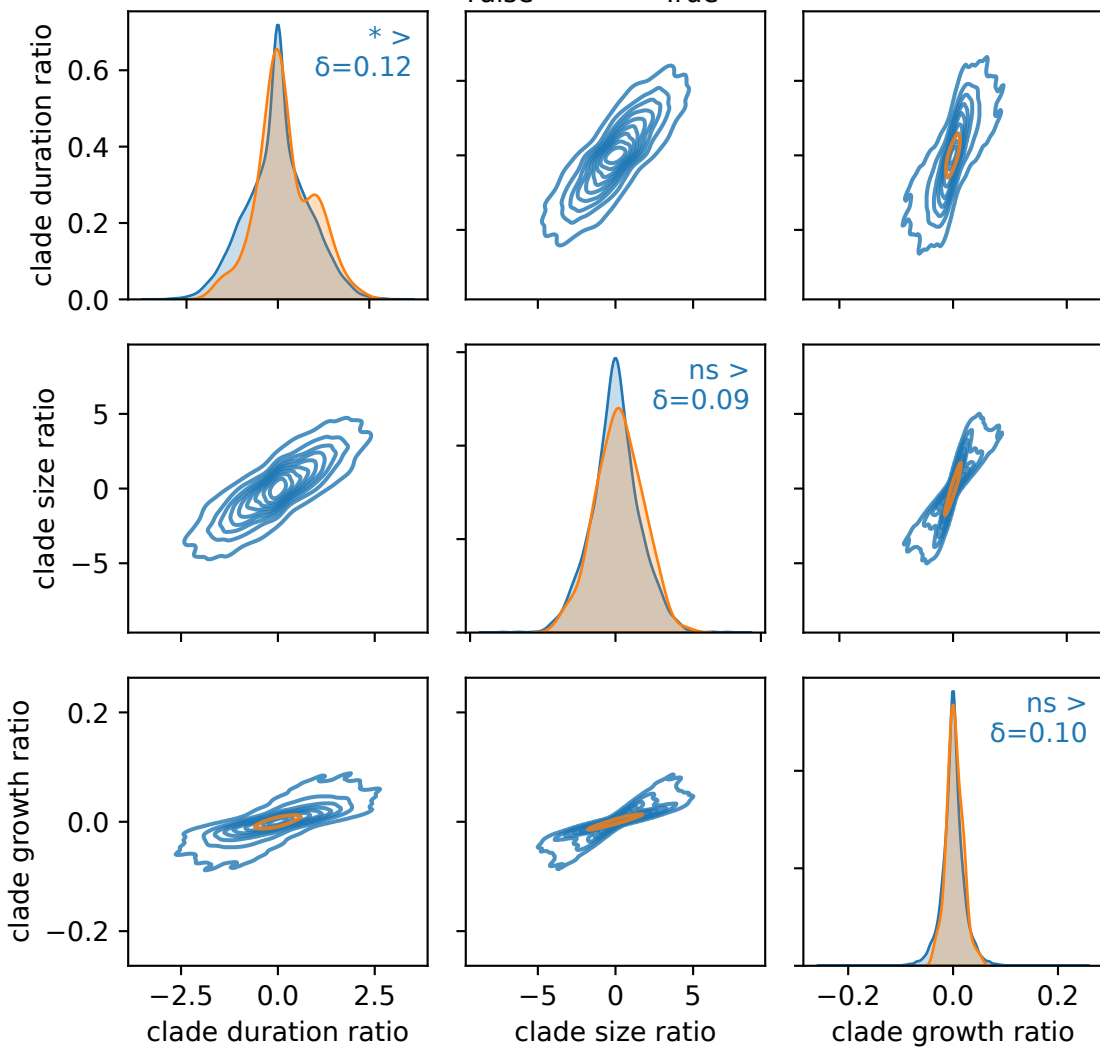 * >
δ=0.12
0.6
0.4
0.2
0.0
clade duration ratio
ns >
δ=0.09
5
0
−5
clade size ratio
ns >
δ=0.10
0.2
0.0
−0.2
clade growth ratio
−2.5 0.0 2.5
−5 0 5
−0.2 0.0 0.2
clade duration ratio
clade size ratio
clade growth ratio